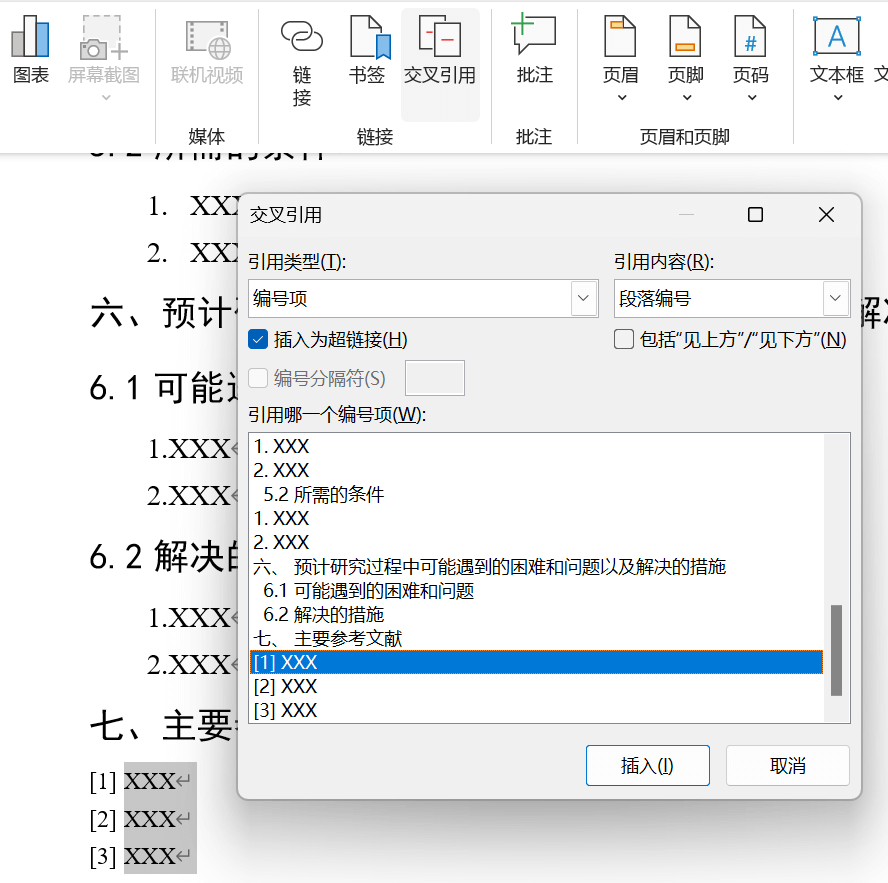 图表
屏幕截图
联机视频
链
接
书签
交叉引用
批注
页眉
页脚
#
页码
A
文本框
文
媒体
链接
批注
页眉和页脚
5.2 所需的条件
1. XXX
2. XXX
六、预计
解决
6.1 可能
1.XXX
2.XXX
6.2 解决的
1.XXX
2.XXX
七、主要
[1] XXX
[2] XXX
[3] XXX
交叉引用
引用类型(T):
引用内容(R):
编号项
段落编号
插入为超链接(H)
包括“见上方”/“见下方”(N)
编号分隔符(S)
引用哪一个编号项(W):
1. XXX
2. XXX
5.2 所需的条件
1. XXX
2. XXX
六、 预计研究过程中可能遇到的困难和问题以及解决的措施
6.1 可能遇到的困难和问题
6.2 解决的措施
七、 主要参考文献
[1] XXX
[2] XXX
[3] XXX
插入(I)
取消